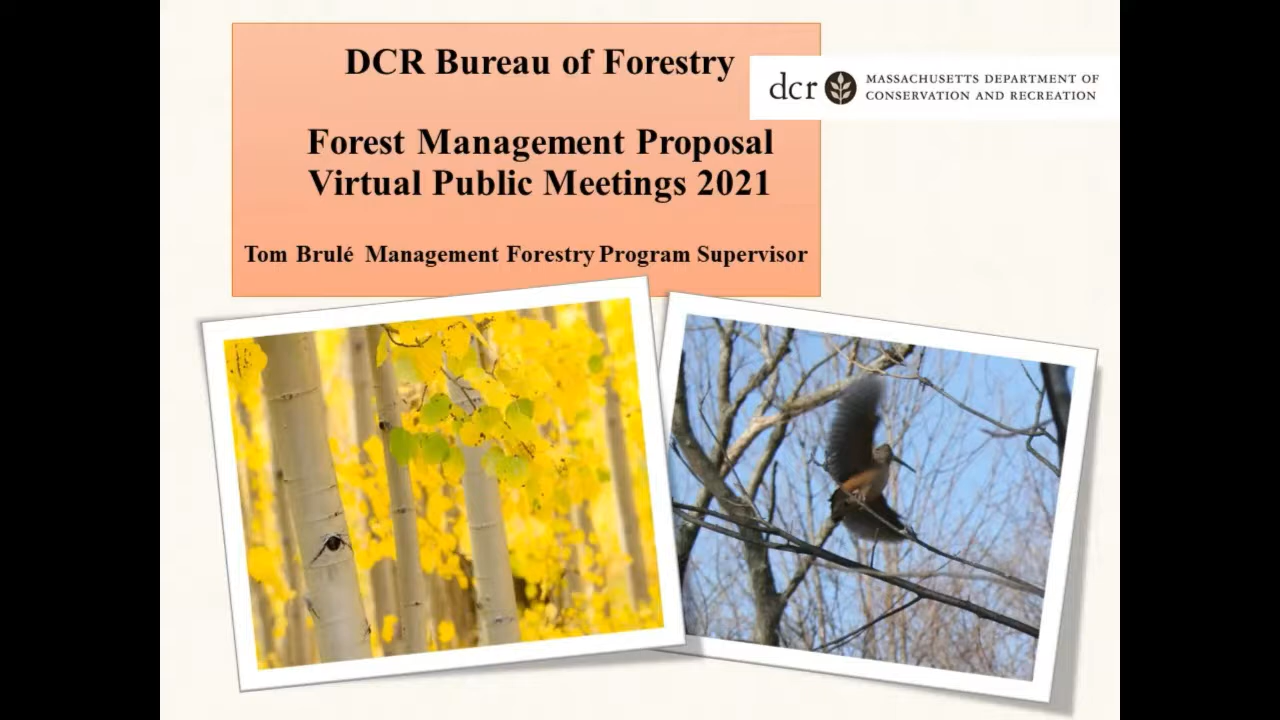 DCR Bureau of Forestry
dcr MASSACHUSETTS DEPARTMENT OF
CONSERVATION AND RECREATION
Forest Management Proposal
Virtual Public Meetings 2021
Tom Brulé Management Forestry Program Supervisor